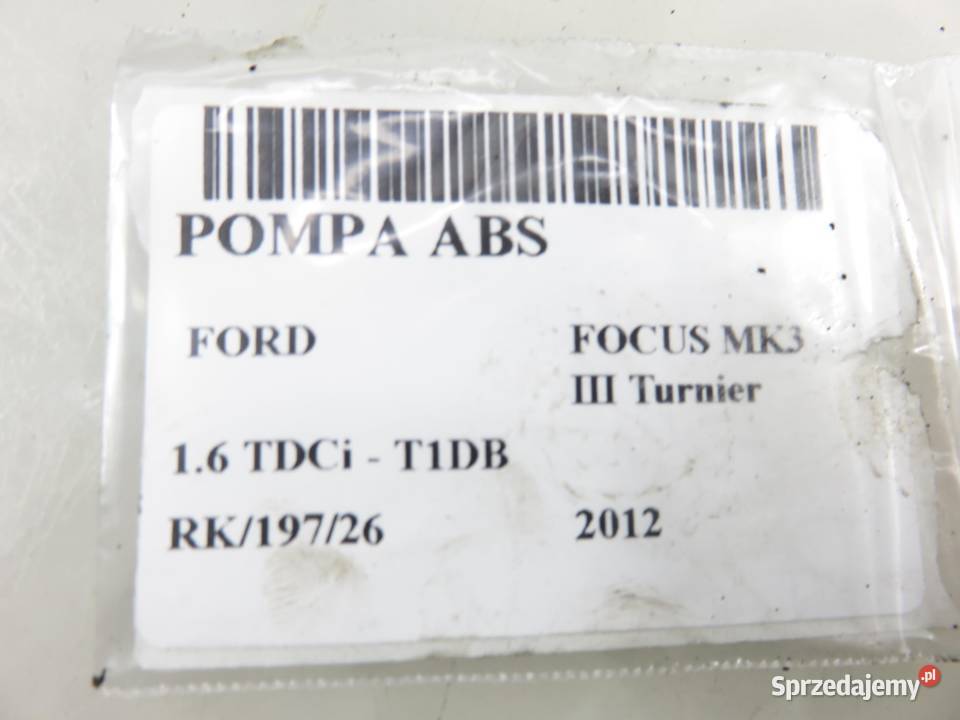 POMPA ABS
FORD
FOCUS MK3
III Turnier
1.6 TDCi - T1DB
RK/197/26
2012
Sprzedajemy.pl